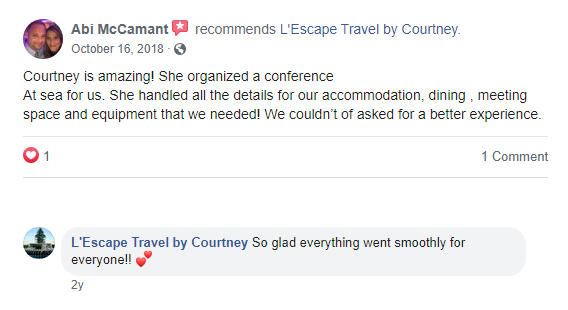 Abi McCamant recommends L'Escape Travel by Courtney.
October 16, 2018 ·
Courtney is amazing! She organized a conference
At sea for us. She handled all the details for our accommodation, dining , meeting
space and equipment that we needed! We couldn't of asked for a better experience.
1
1 Comment
L'Escape Travel by Courtney So glad everything went smoothly for
everyone!! 💕
2y